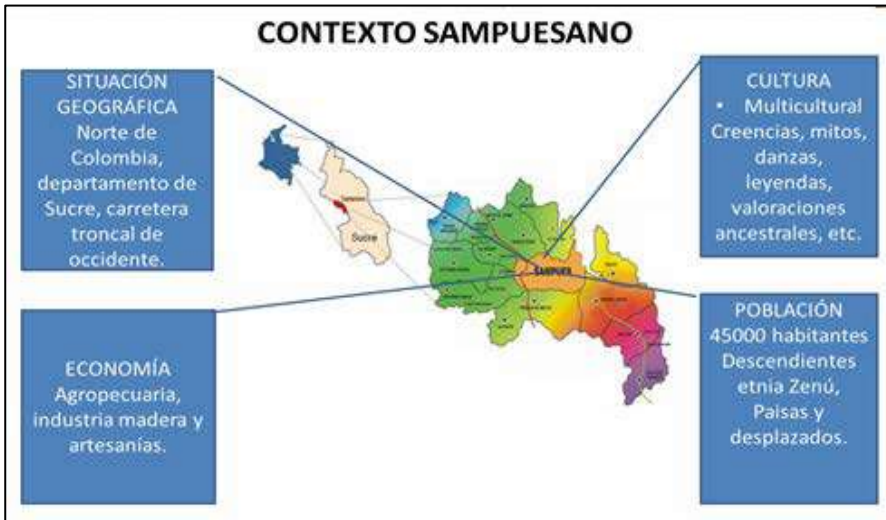 CONTEXTO SAMPUESANO
SITUACIÓN
GEOGRÁFICA
Norte de
Colombia,
departamento de
Sucre, carretera
troncal de
occidente.
CULTURA
• Multicultural
Creencias, mitos,
danzas,
leyendas,
valoraciones
ancestrales, etc.
Sucre
SAMPUES
ECONOMÍA
Agropecuaria,
industria madera y
artesanías.
POBLACIÓN
45000 habitantes
Descendientes
etnia Zenú,
Paisas y
desplazados.